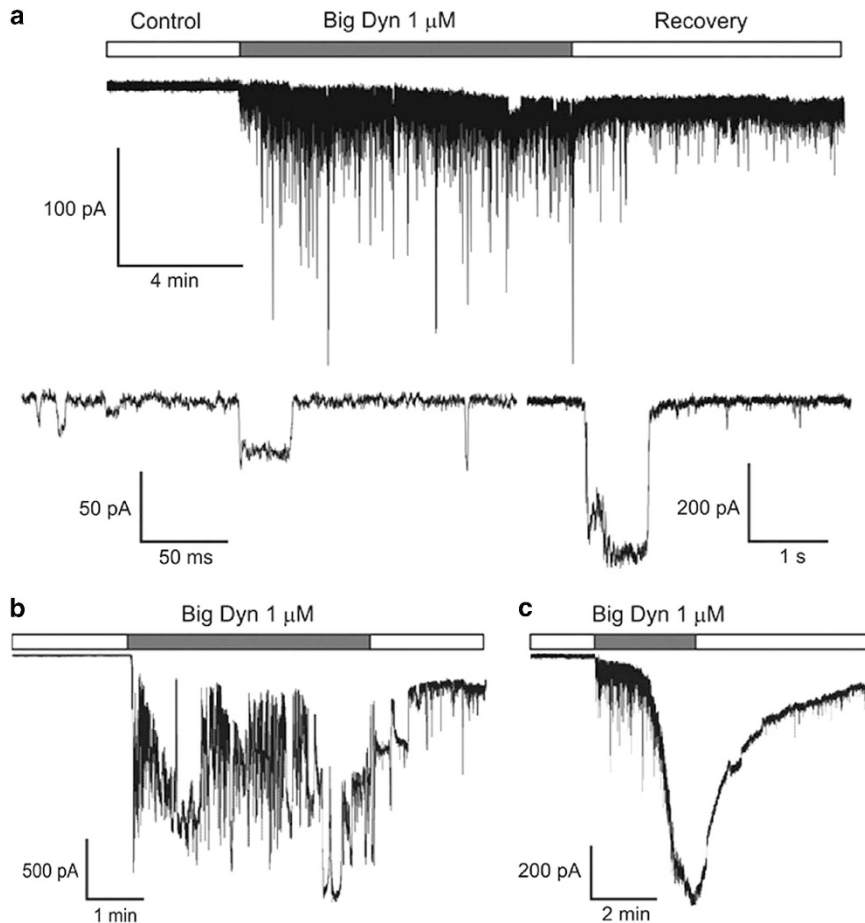 a
Control Big Dyn 1 μM Recovery
100 pA
4 min
50 pA
50 ms
200 pA
1 s
b
Big Dyn 1 μM
500 pA
1 min
c
Big Dyn 1 μM
200 pA
2 min